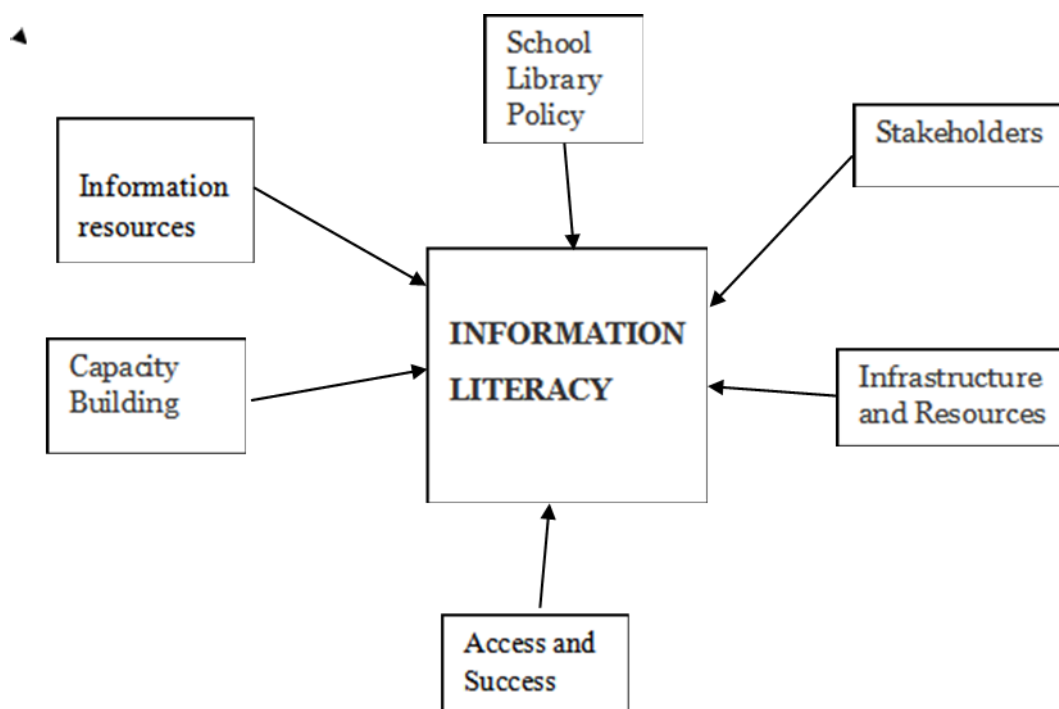 School
Library
Policy
Stakeholders
Information
resources
INFORMATION
LITERACY
Capacity
Building
Infrastructure
and Resources
Access and
Success